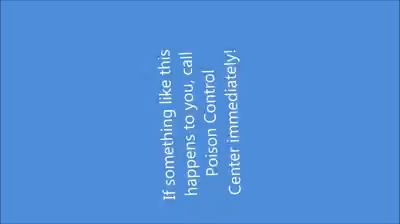 If something like this
happens to you, call
Poison Control
Center immediately!